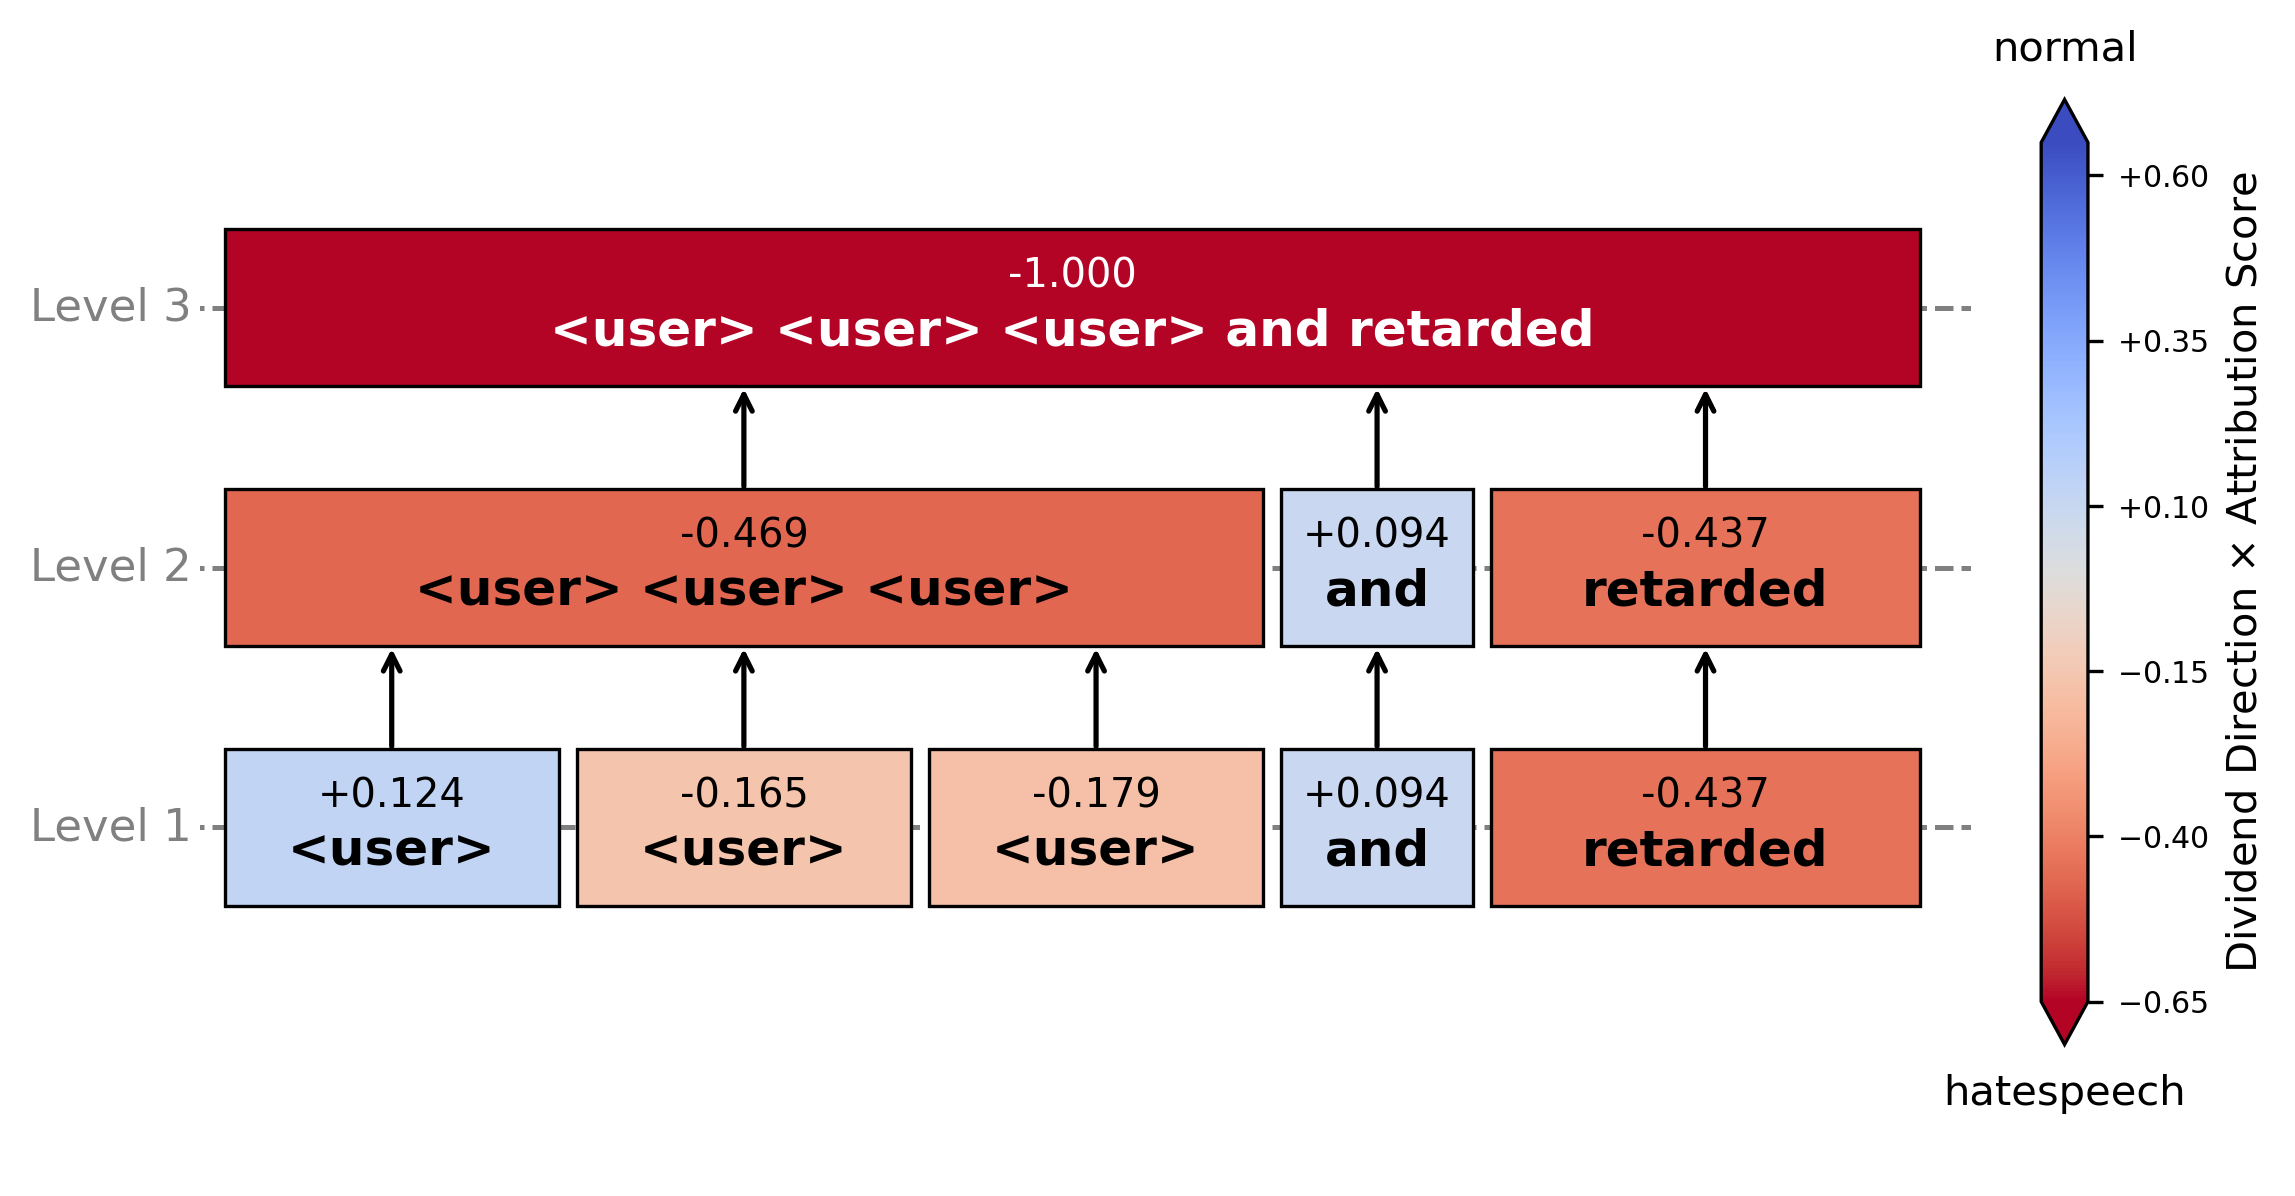 normal
Level 3
-1.000
<user> <user> <user> and retarded
Level 2
-0.469
<user> <user> <user>
+0.094
and
-0.437
retarded
Level 1
+0.124
<user>
-0.165
<user>
-0.179
<user>
+0.094
and
-0.437
retarded
+0.60
+0.35
+0.10
−0.15
−0.40
−0.65
Dividend Direction × Attribution Score
hatespeech